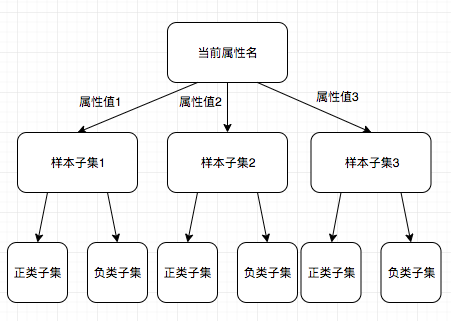 当前属性名
属性值1
属性值2
属性值3
样本子集1
样本子集2
样本子集3
正类子集
负类子集
正类子集
负类子集
正类子集
负类子集